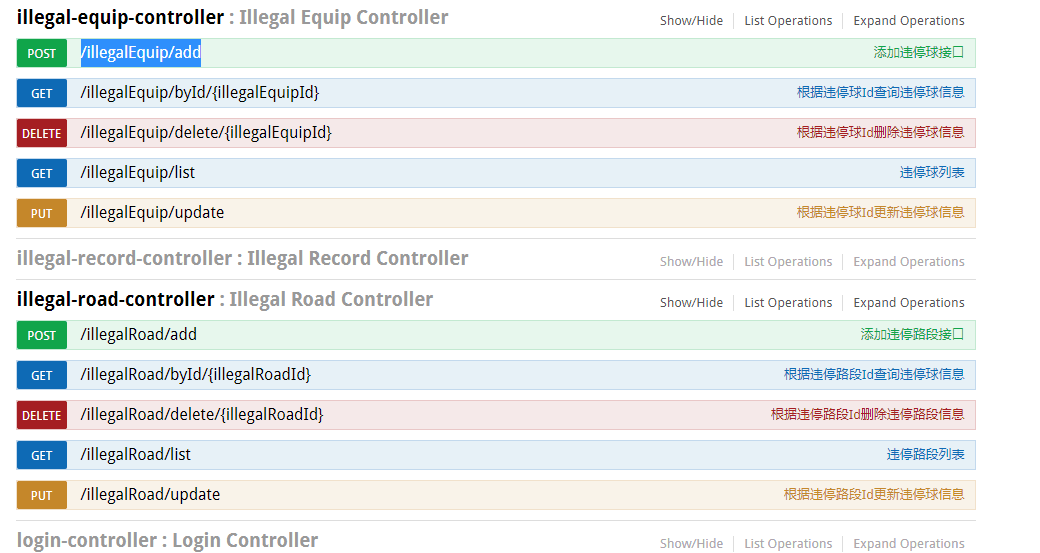 illegal-equip-controller : Illegal Equip Controller Show/Hide List Operations Expand Operations
POST /illegalEquip/add 添加违停球接口
GET /illegalEquip/byId/{illegalEquipId} 根据违停球Id查询违停球信息
DELETE /illegalEquip/delete/{illegalEquipId} 根据违停球Id删除违停球信息
GET /illegalEquip/list 违停球列表
PUT /illegalEquip/update 根据违停球Id更新违停球信息
illegal-record-controller : Illegal Record Controller Show/Hide List Operations Expand Operations
illegal-road-controller : Illegal Road Controller Show/Hide List Operations Expand Operations
POST /illegalRoad/add 添加违停路段接口
GET /illegalRoad/byId/{illegalRoadId} 根据违停路段Id查询违停球信息
DELETE /illegalRoad/delete/{illegalRoadId} 根据违停路段Id删除违停路段信息
GET /illegalRoad/list 违停路段列表
PUT /illegalRoad/update 根据违停路段Id更新违停球信息
login-controller : Login Controller Show/Hide List Operations Expand Operations